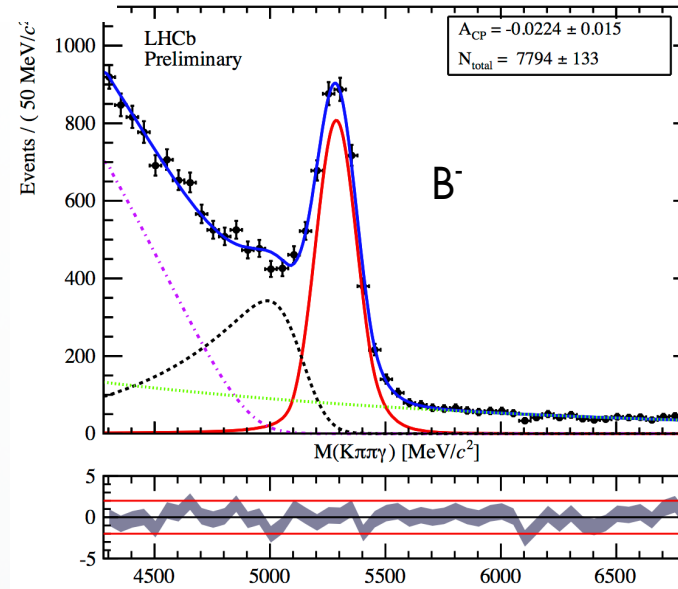 A_CP = -0.0224 ± 0.015
N_total = 7794 ± 133
LHCb
Preliminary
Events / ( 50 MeV/c²
B⁻
1000
800
600
400
200
0
M(Kππγ) [MeV/c²]
5
0
-5
4500 5000 5500 6000 6500